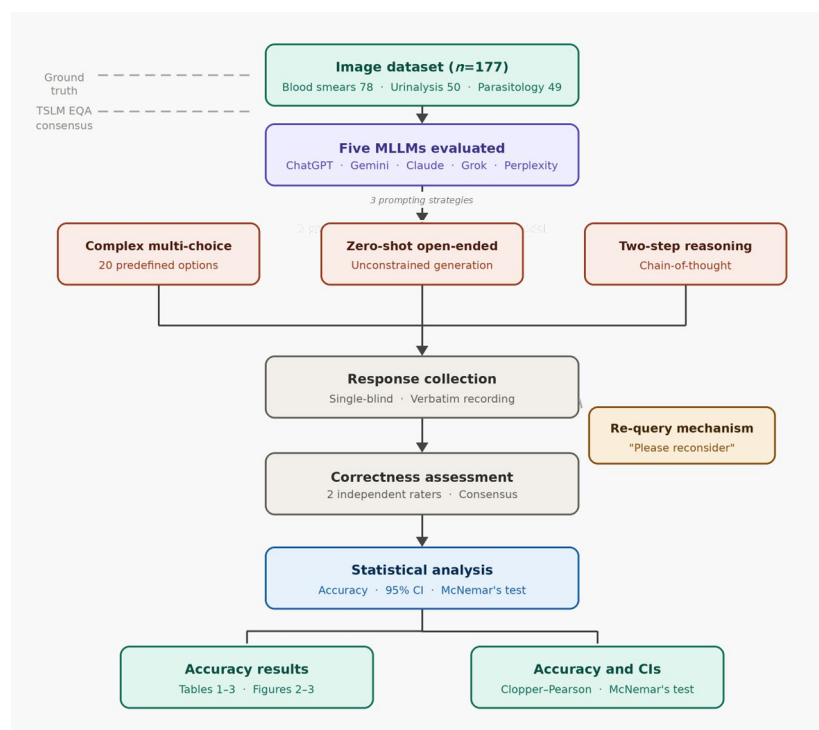 Image dataset (n=177)
Blood smears 78 · Urinalysis 50 · Parasitology 49
Ground
truth
TSLM EQA
consensus
Five MLLMs evaluated
ChatGPT · Gemini · Claude · Grok · Perplexity
3 prompting strategies
Complex multi-choice
20 predefined options
Zero-shot open-ended
Unconstrained generation
Two-step reasoning
Chain-of-thought
Response collection
Single-blind · Verbatim recording
Re-query mechanism
"Please reconsider"
Correctness assessment
2 independent raters · Consensus
Statistical analysis
Accuracy · 95% CI · McNemar's test
Accuracy results
Tables 1–3 · Figures 2–3
Accuracy and CIs
Clopper–Pearson · McNemar's test